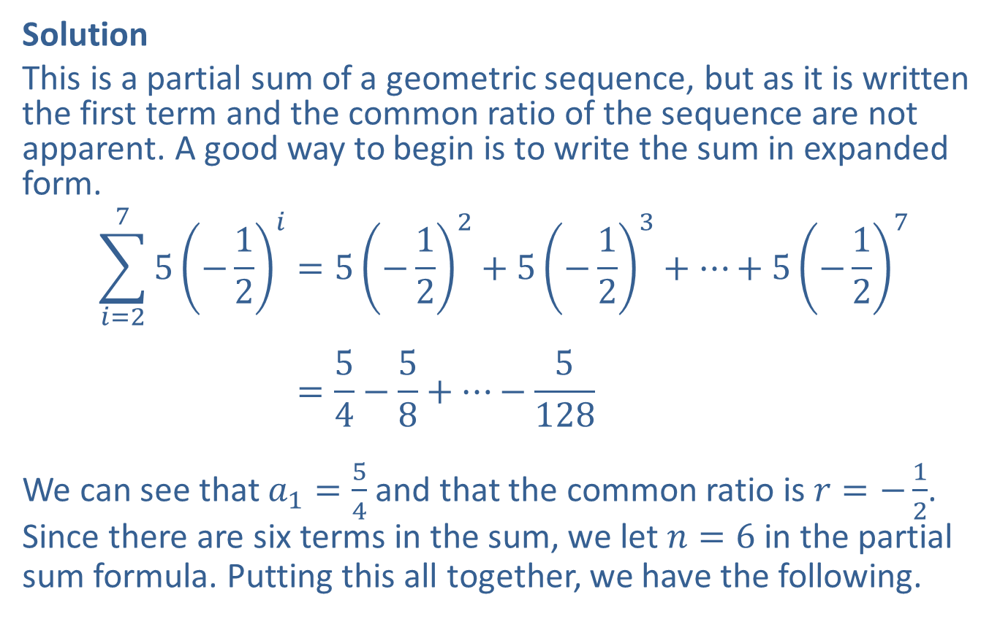 Solution
This is a partial sum of a geometric sequence, but as it is written
the first term and the common ratio of the sequence are not
apparent. A good way to begin is to write the sum in expanded
form.
$\sum_{i=2}^{7} 5\left(-\frac{1}{2}\right)^{i} = 5\left(-\frac{1}{2}\right)^{2} + 5\left(-\frac{1}{2}\right)^{3} + \cdots + 5\left(-\frac{1}{2}\right)^{7}$
$= \frac{5}{4} - \frac{5}{8} + \cdots - \frac{5}{128}$
We can see that $a_1 = \frac{5}{4}$ and that the common ratio is $r = -\frac{1}{2}$.
Since there are six terms in the sum, we let $n = 6$ in the partial
sum formula. Putting this all together, we have the following.